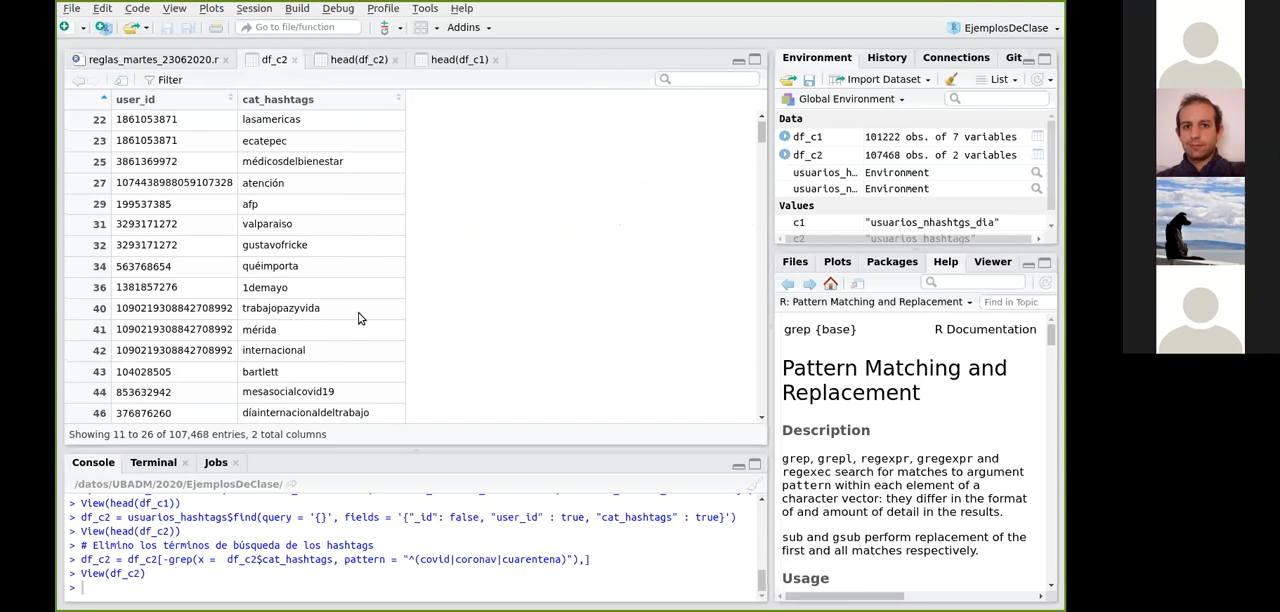 File Edit Code View Plots Session Build Debug Profile Tools Help
Go to file/function Addins EjemplosDeClase
reglas_martes_23062020.r df_c2 head(df_c2) head(df_c1)
Filter
user_id cat_hashtags
22 1861053871 lasamericas
23 1861053871 ecatepec
25 3861369972 médicosdelbienestar
27 1074438988059107328 atención
29 199537385 afp
31 3293171272 valparaiso
32 3293171272 gustavofricke
34 563768654 quéimporta
36 1381857276 1demayo
40 1090219308842708992 trabajopazyvida
41 1090219308842708992 mérida
42 1090219308842708992 internacional
43 104028505 bartlett
44 853632942 mesasocialcovid19
46 376876260 díainternacionaldeltrabajo
Showing 11 to 26 of 107,468 entries, 2 total columns
Console Terminal Jobs
/datos/UBADM/2020/EjemplosDeClase/
> View(head(df_c1))
> df_c2 = usuarios_hashtags$find(query = '{}', fields = '{"_id": false, "user_id" : true, "cat_hashtags" : true}')
> View(head(df_c2))
> # Elimino los términos de búsqueda de los hashtags
> df_c2 = df_c2[-grep(x =  df_c2$cat_hashtags, pattern = "^(covid|coronav|cuarentena)"),]
> View(df_c2)
>
Environment History Connections Git
Import Dataset List
Global Environment
Data
df_c1 101222 obs. of 7 variables
df_c2 107468 obs. of 2 variables
usuarios_h… Environment
usuarios_n… Environment
Values
c1 "usuarios_nhashtgs_dia"
c2 "usuarios_hashtags"
Files Plots Packages Help Viewer
R: Pattern Matching and Replacement Find in Topic
grep {base} R Documentation
Pattern Matching and
Replacement
Description
grep, grepl, regexpr, gregexpr and
regexec search for matches to argument
pattern within each element of a
character vector: they differ in the format
of and amount of detail in the results.
sub and gsub perform replacement of the
first and all matches respectively.
Usage